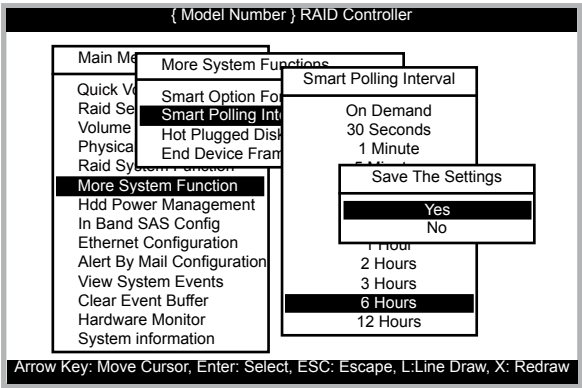 { Model Number } RAID Controller
Main Me
Quick Vo
Raid Se
Volume
Physica
Raid System Function
More System Function
Hdd Power Management
In Band SAS Config
Ethernet Configuration
Alert By Mail Configuration
View System Events
Clear Event Buffer
Hardware Monitor
System information
More System Functions
Smart Option For
Smart Polling Int
Hot Plugged Disk
End Device Fram
Smart Polling Interval
On Demand
30 Seconds
1 Minute
1 Hour
2 Hours
3 Hours
6 Hours
12 Hours
Save The Settings
Yes
No
Arrow Key: Move Cursor, Enter: Select, ESC: Escape, L:Line Draw, X: Redraw